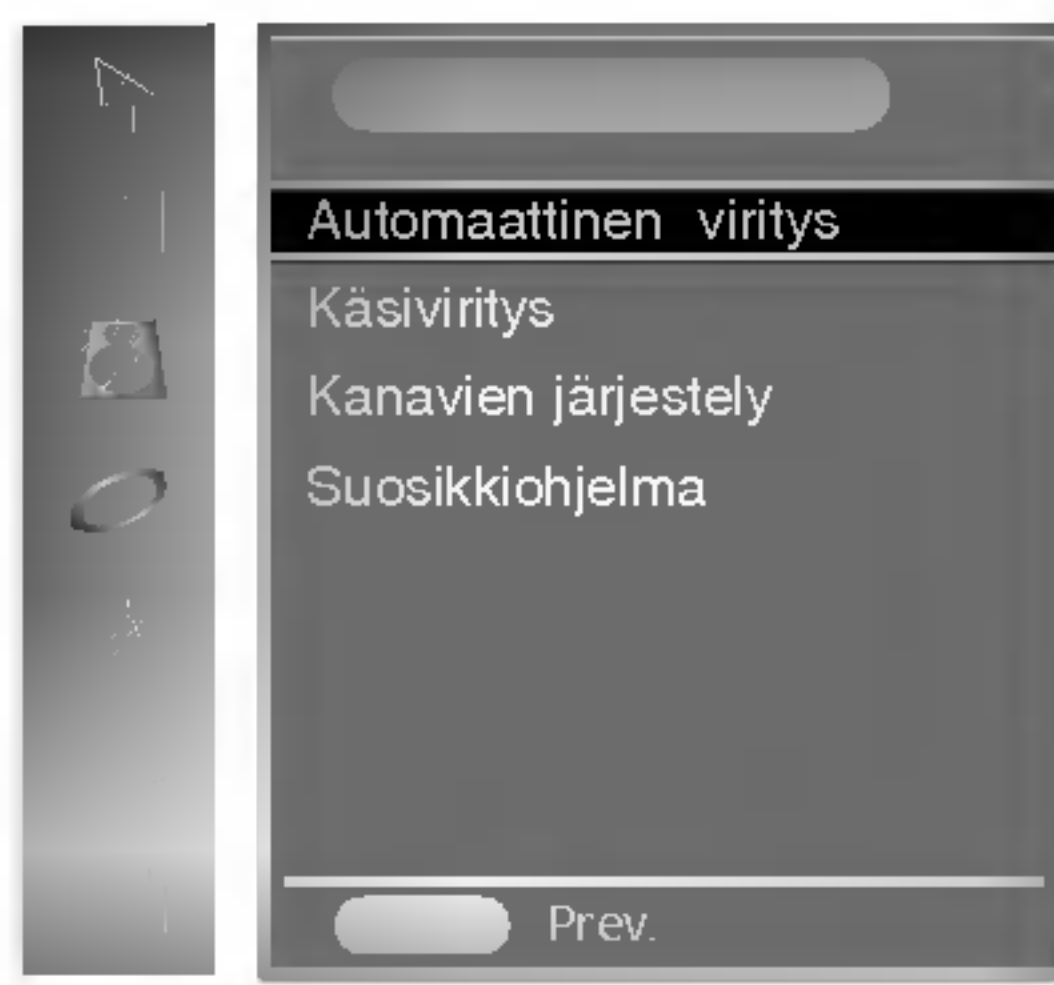 Automaattinen viritys
Käsiviritys
Kanavien järjestely
Suosikkiohjelma
Prev.